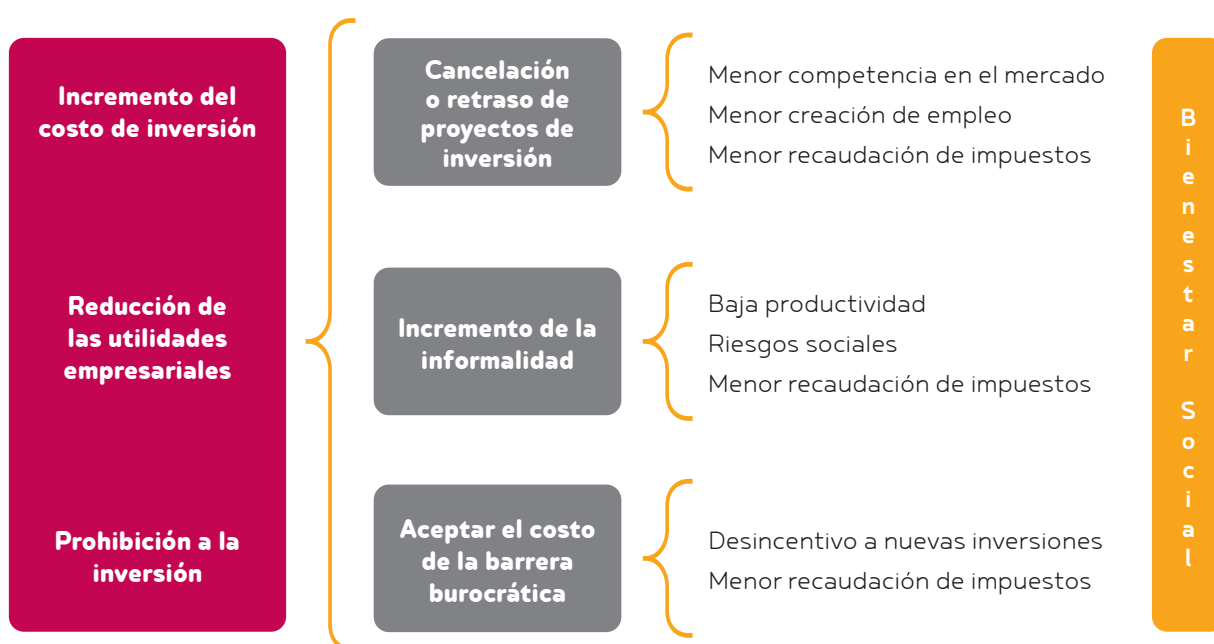 Incremento del
costo de inversión
Reducción de
las utilidades
empresariales
Prohibición a la
inversión
Cancelación
o retraso de
proyectos de
inversión
Menor competencia en el mercado
Menor creación de empleo
Menor recaudación de impuestos
Incremento de la
informalidad
Baja productividad
Riesgos sociales
Menor recaudación de impuestos
Aceptar el costo
de la barrera
burocrática
Desincentivo a nuevas inversiones
Menor recaudación de impuestos
Bienestar Social